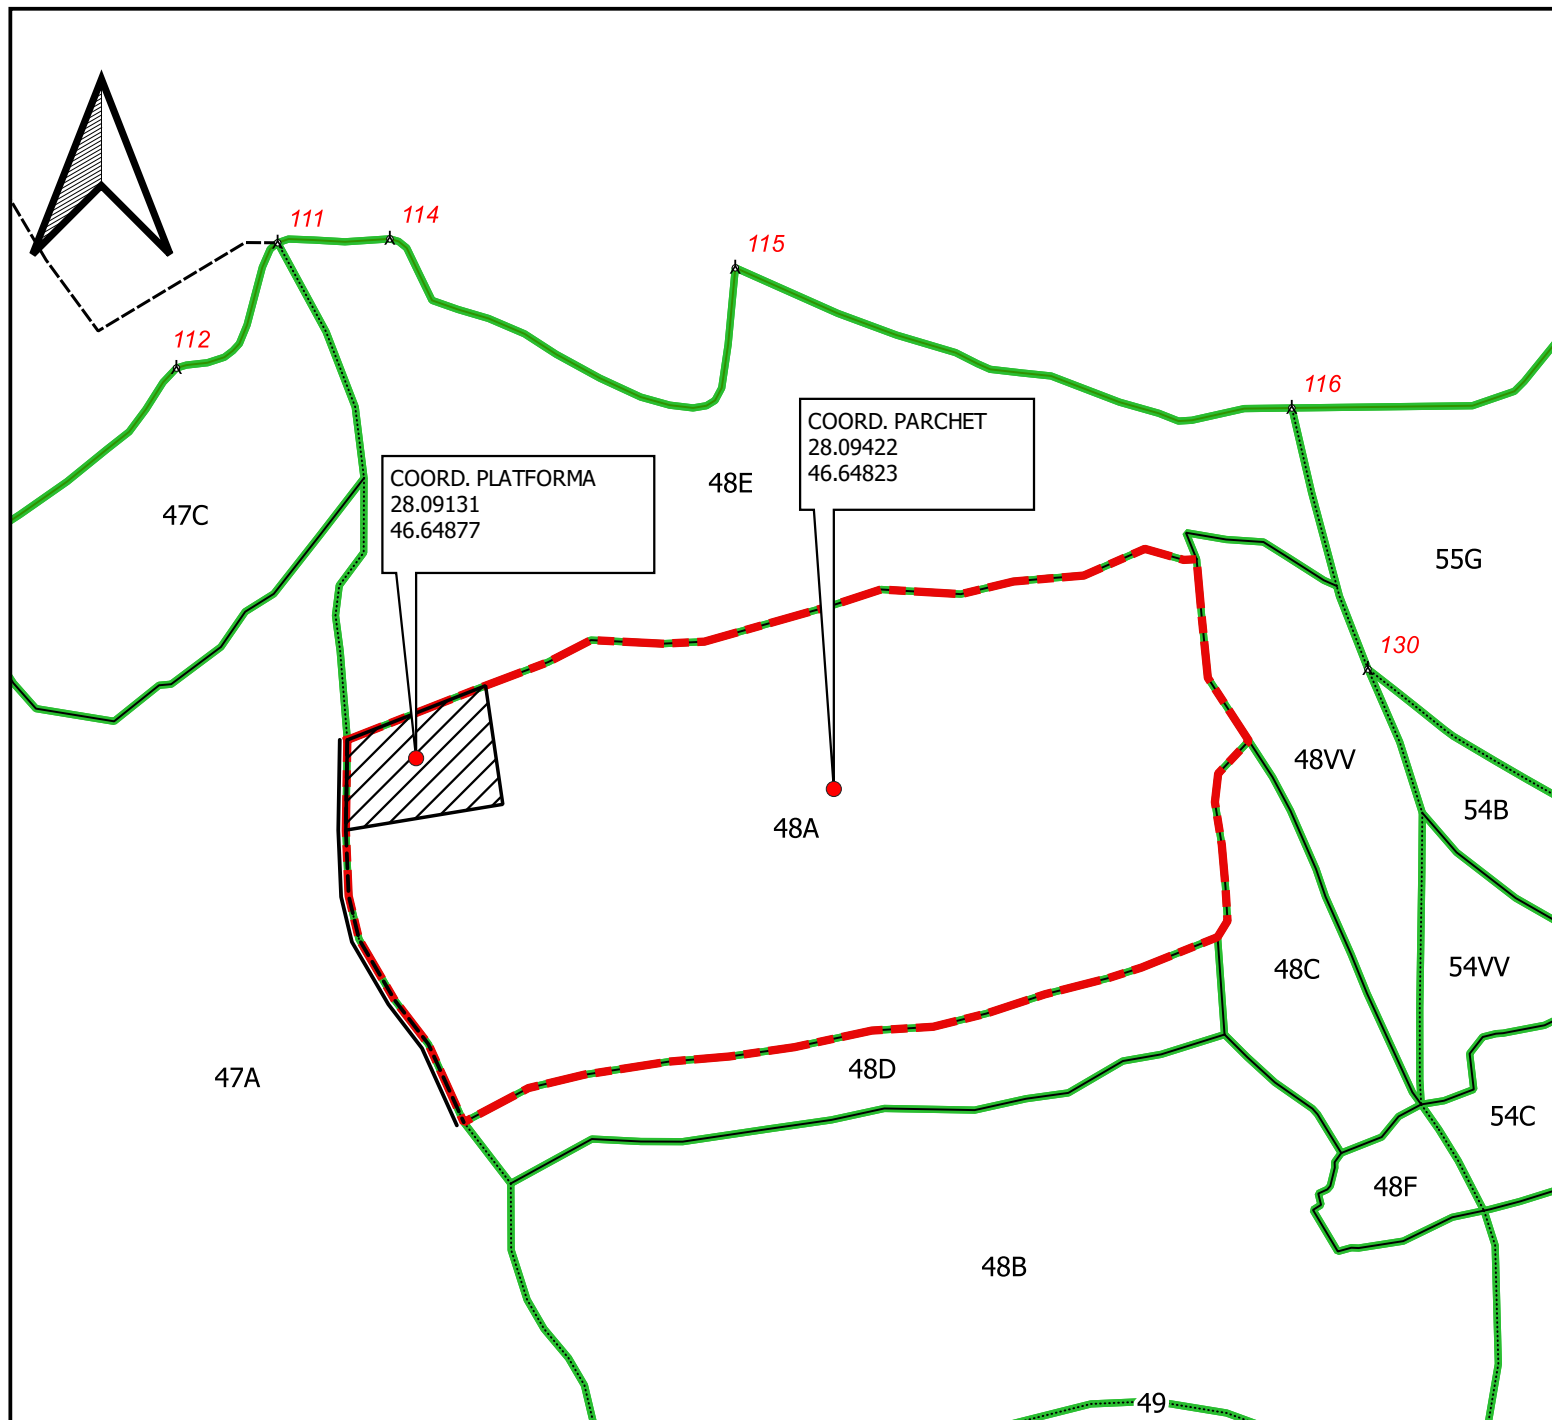 111
114
115
112
116
COORD. PARCHET
28.09422
46.64823
COORD. PLATFORMA
28.09131
46.64877
48E
47C
55G
130
48VV
54B
48A
54VV
48C
48D
47A
54C
48F
48B
49